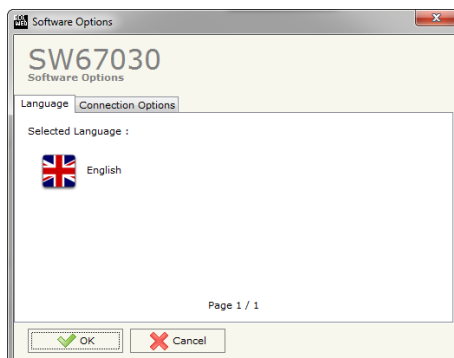 Software Options
SW67030
Software Options
Language Connection Options
Selected Language :
English
Page 1 / 1
OK Cancel